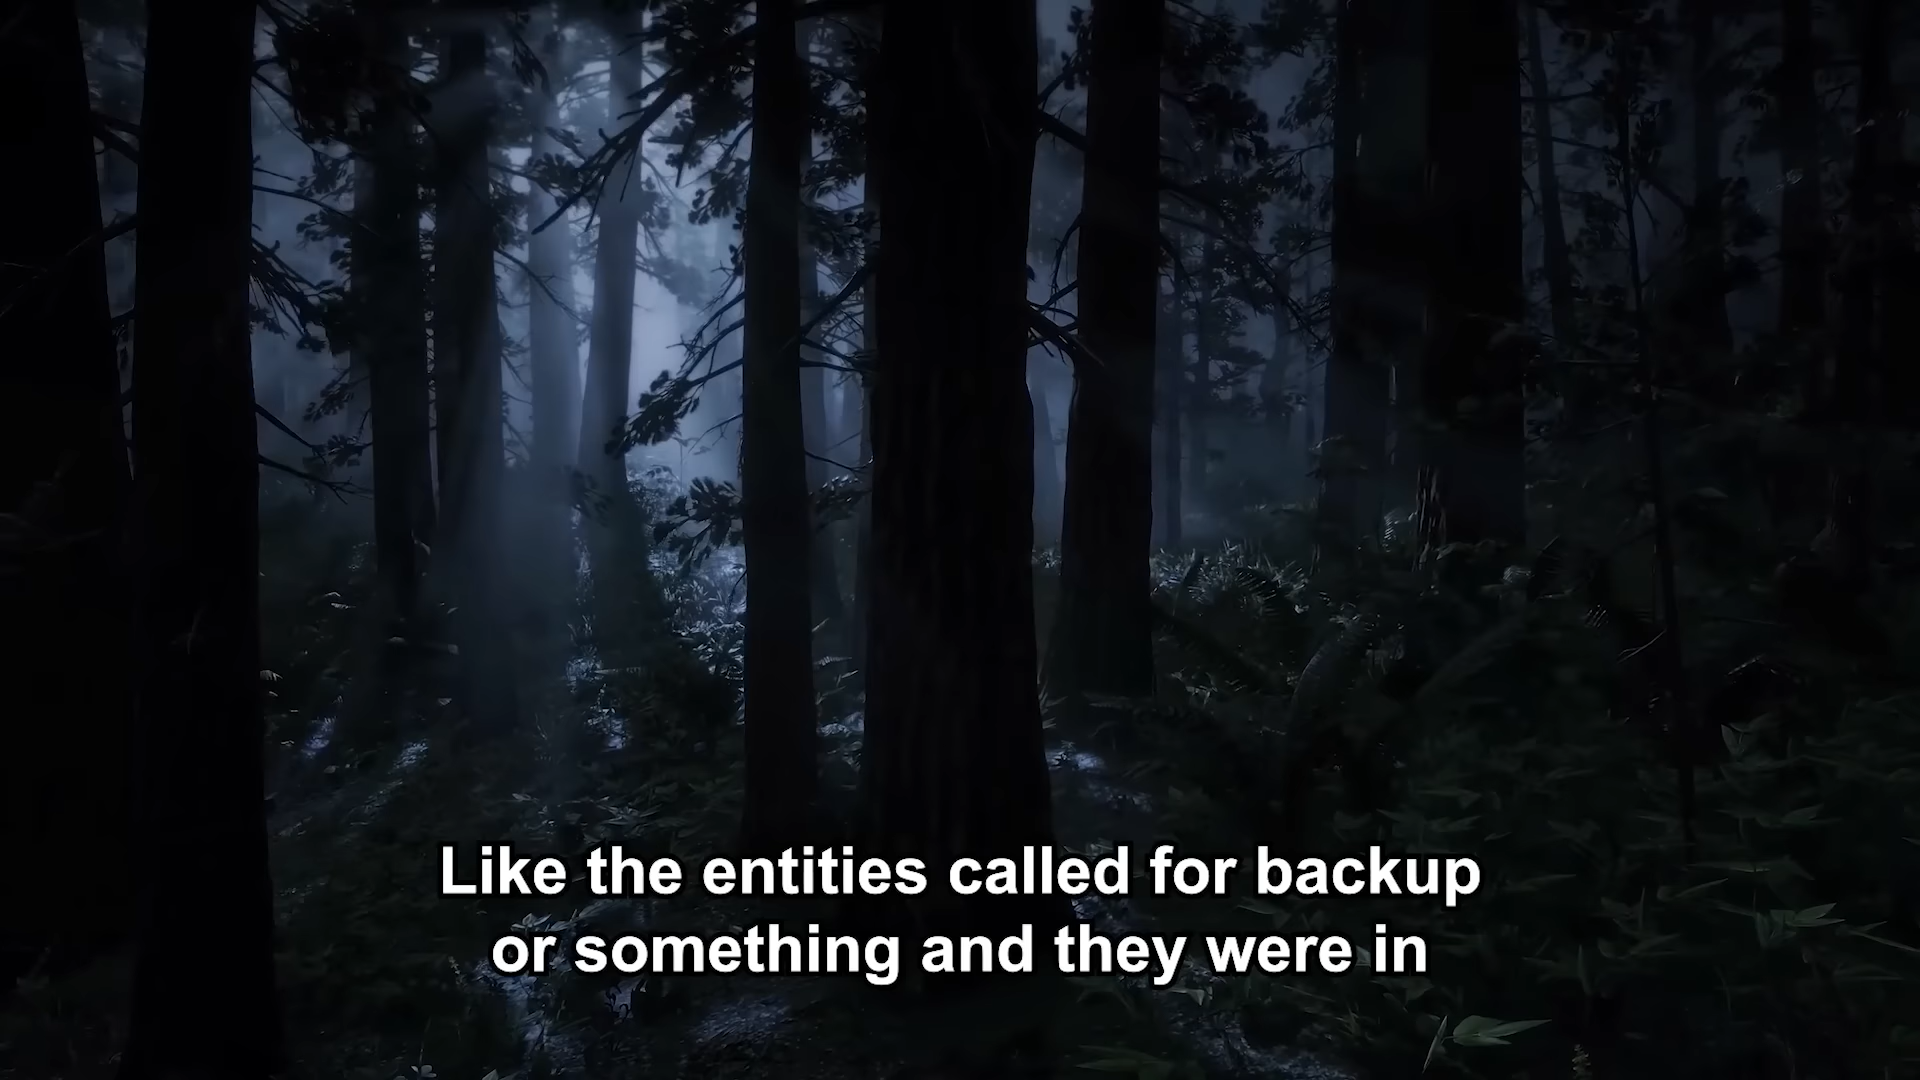 Like the entities called for backup
or something and they were in